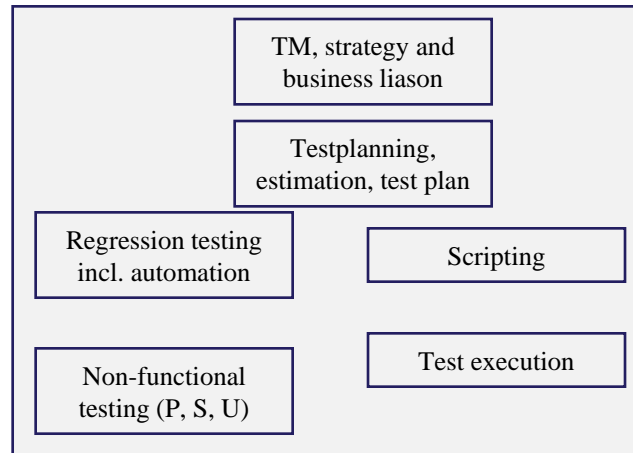 TM, strategy and
business liason
Testplanning,
estimation, test plan
Regression testing
incl. automation
Scripting
Test execution
Non-functional
testing (P, S, U)